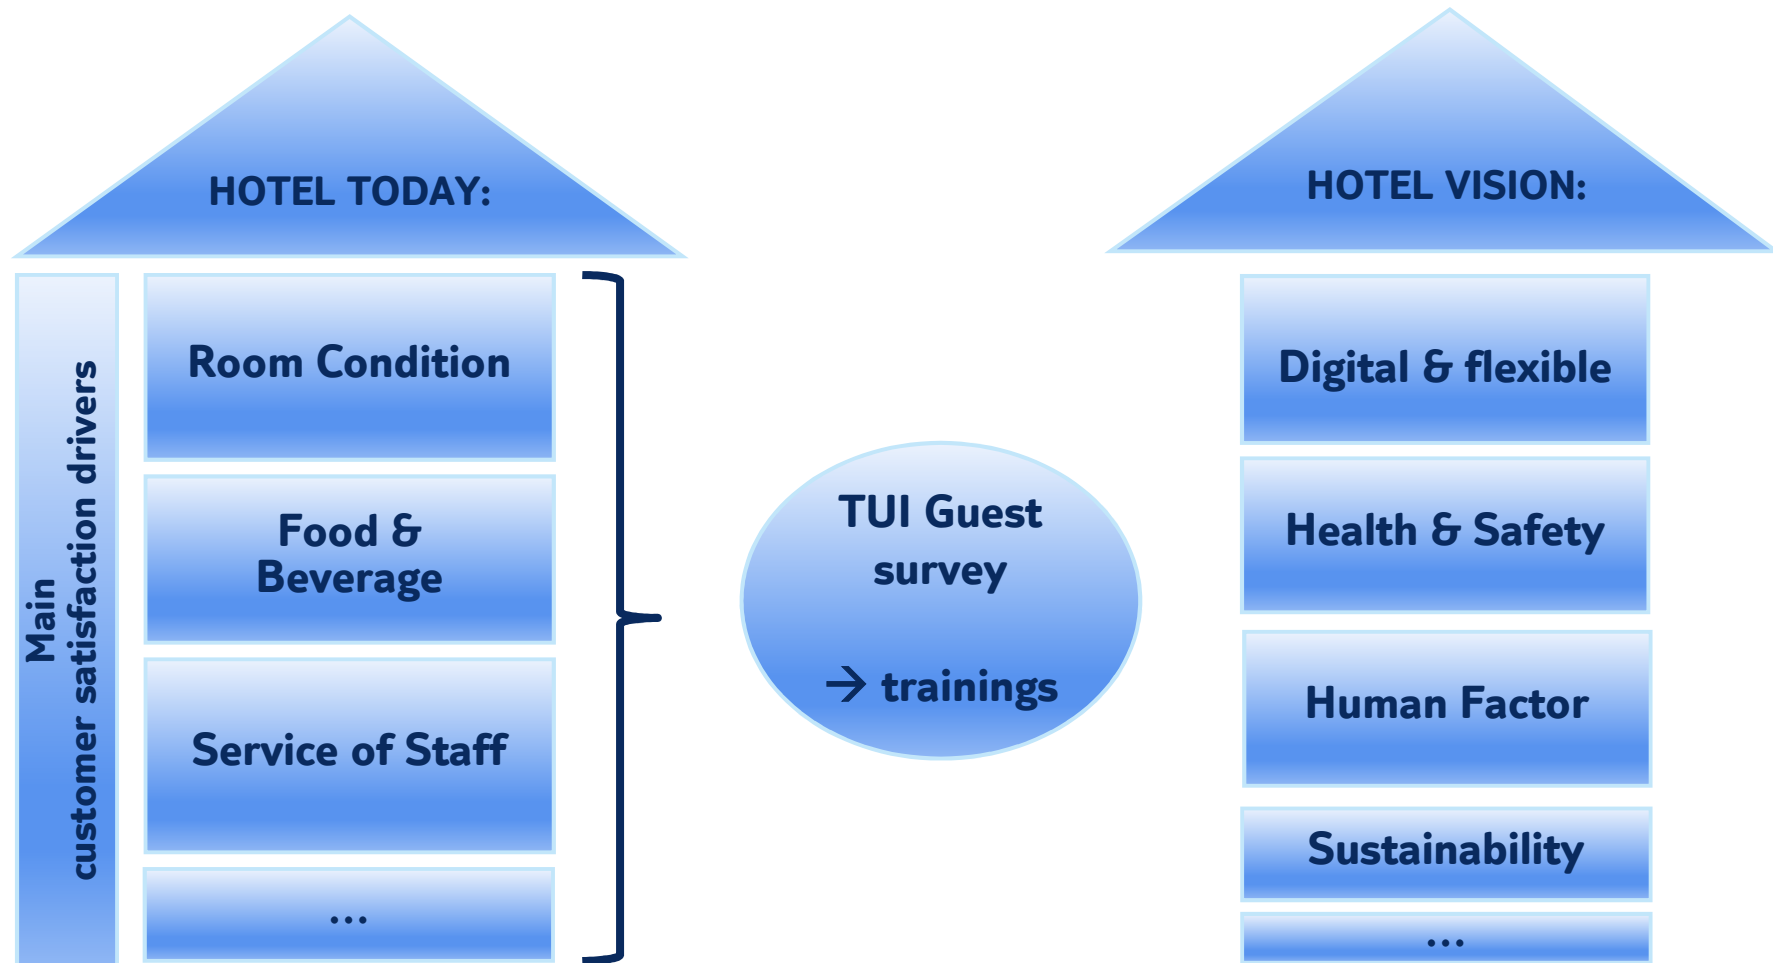 HOTEL TODAY:
Main
customer satisfaction drivers
Room Condition
Food &
Beverage
Service of Staff
...
TUI Guest
survey
→ trainings
HOTEL VISION:
Digital & flexible
Health & Safety
Human Factor
Sustainability
...